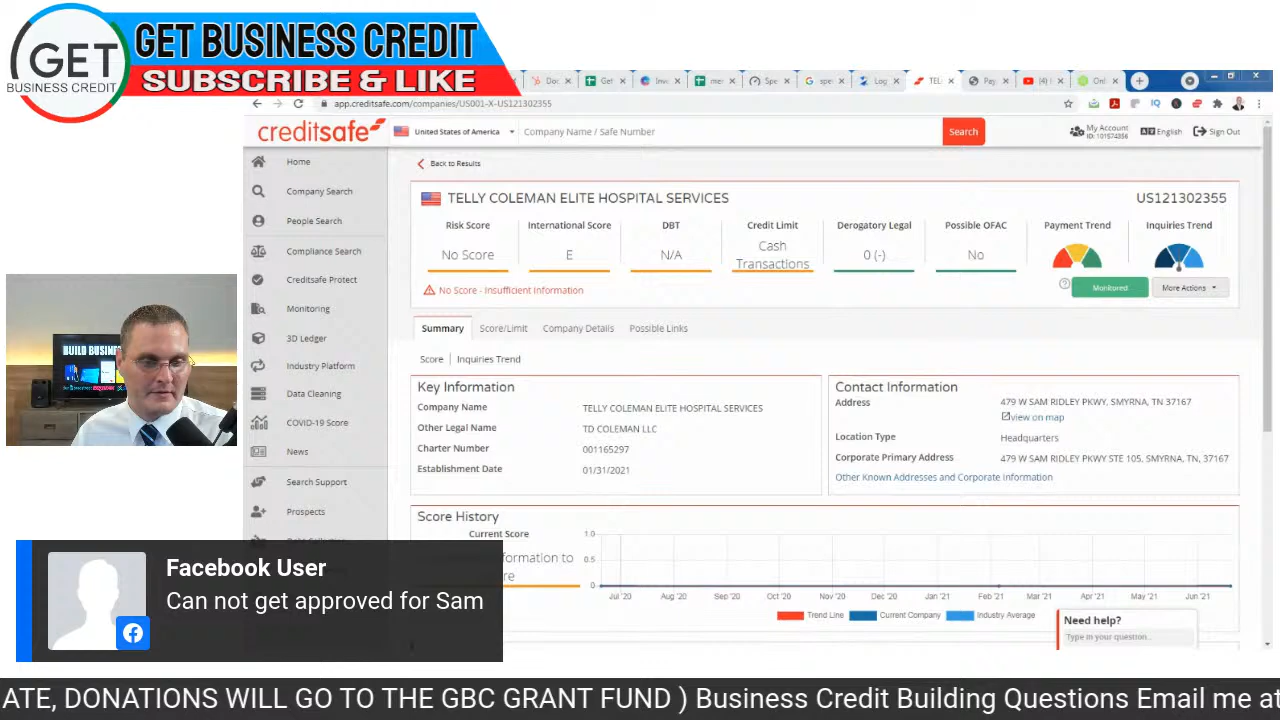 GET
BUSINESS CREDIT
GET BUSINESS CREDIT
SUBSCRIBE & LIKE
app.creditsafe.com/companies/US001-X-US121302355
creditsafe
United States of America
Company Name / Safe Number
Search
My Account
ID: 101574856
English
Sign Out
Home
Company Search
People Search
Compliance Search
Creditsafe Protect
Monitoring
3D Ledger
Industry Platform
Data Cleaning
COVID-19 Score
News
Search Support
Prospects
Back to Results
TELLY COLEMAN ELITE HOSPITAL SERVICES
US121302355
Risk Score
International Score
DBT
Credit Limit
Derogatory Legal
Possible OFAC
Payment Trend
Inquiries Trend
No Score
E
N/A
Cash
Transactions
0 (-)
No
No Score - Insufficient Information
Monitored
More Actions
Summary
Score/Limit
Company Details
Possible Links
Score
Inquiries Trend
Key Information
Company Name
TELLY COLEMAN ELITE HOSPITAL SERVICES
Other Legal Name
TD COLEMAN LLC
Charter Number
001165297
Establishment Date
01/31/2021
Contact Information
Address
479 W SAM RIDLEY PKWY, SMYRNA, TN 37167
view on map
Location Type
Headquarters
Corporate Primary Address
479 W SAM RIDLEY PKWY STE 105, SMYRNA, TN, 37167
Other Known Addresses and Corporate Information
Score History
Current Score
1.0
0.5
0
Jul '20
Aug '20
Sep '20
Oct '20
Nov '20
Dec '20
Jan '21
Feb '21
Mar '21
Apr '21
May '21
Jun '21
Trend Line
Current Company
Industry Average
Need help?
Type in your question...
BUILD BUSIN
Facebook User
Can not get approved for Sam
ATE, DONATIONS WILL GO TO THE GBC GRANT FUND ) Business Credit Building Questions Email me at